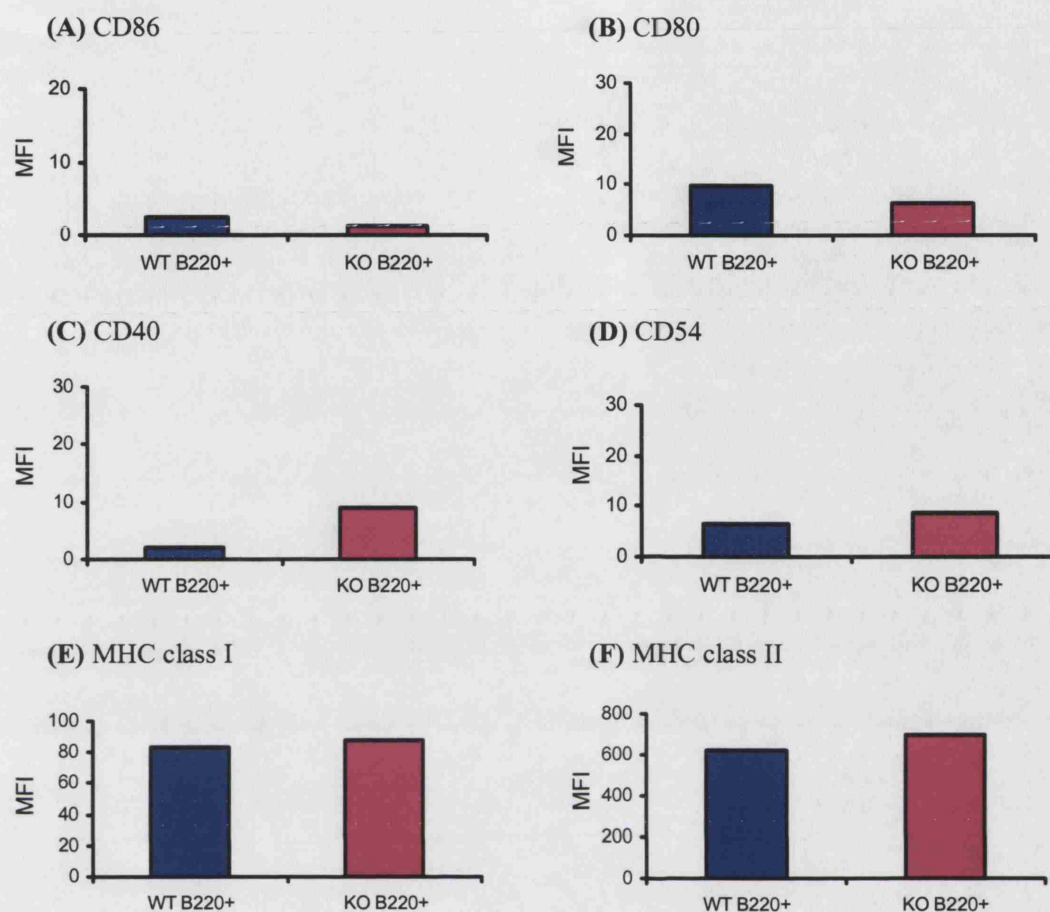 (A) CD86
20
10
0
MFI
WT B220+
KO B220+
(B) CD80
30
20
10
0
MFI
WT B220+
KO B220+
(C) CD40
30
20
10
0
MFI
WT B220+
KO B220+
(D) CD54
30
20
10
0
MFI
WT B220+
KO B220+
(E) MHC class I
100
80
60
40
20
0
MFI
WT B220+
KO B220+
(F) MHC class II
800
600
400
200
0
MFI
WT B220+
KO B220+